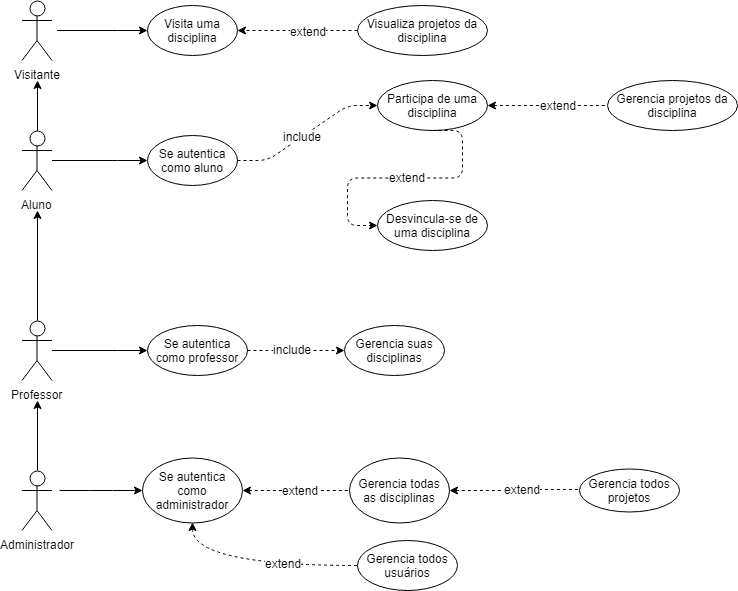 Visita uma
disciplina
extend
Visualiza projetos da
disciplina
Visitante
Participa de uma
disciplina
extend
Gerencia projetos da
disciplina
include
Se autentica
como aluno
extend
Aluno
Desvincula-se de
uma disciplina
Se autentica
como professor
include
Gerencia suas
disciplinas
Professor
Se autentica
como
administrador
extend
Gerencia todas
as disciplinas
extend
Gerencia todos
projetos
Administrador
extend
Gerencia todos
usuários